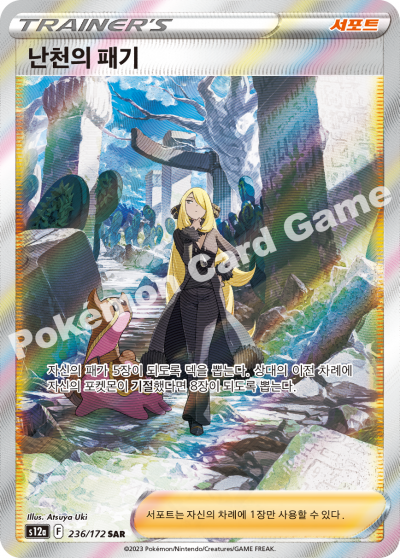 TRAINER'S
서포트
난천의 패기
Pokémon Card Game
자신의 패가 5장이 되도록 덱을 뽑는다. 상대의 이전 차례에
자신의 포켓몬이 기절했다면 8장이 되도록 뽑는다.
Illus. Atsuya Uki
s12a F 236/172 SAR
서포트는 자신의 차례에 1장만 사용할 수 있다.
©2023 Pokémon/Nintendo/Creatures/GAME FREAK.